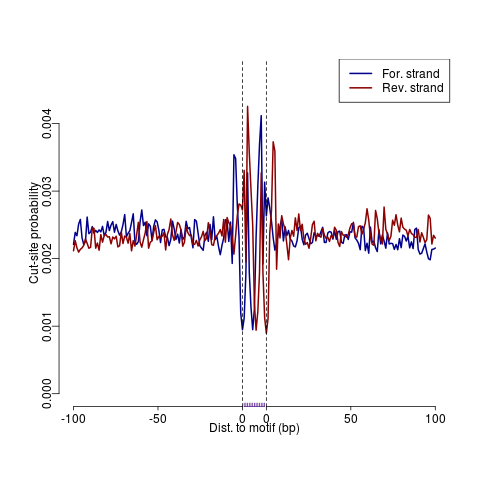 For. strand
Rev. strand
Cut-site probability
0.004
0.003
0.002
0.001
0.000
-100 -50 0 0 50 100
Dist. to motif (bp)